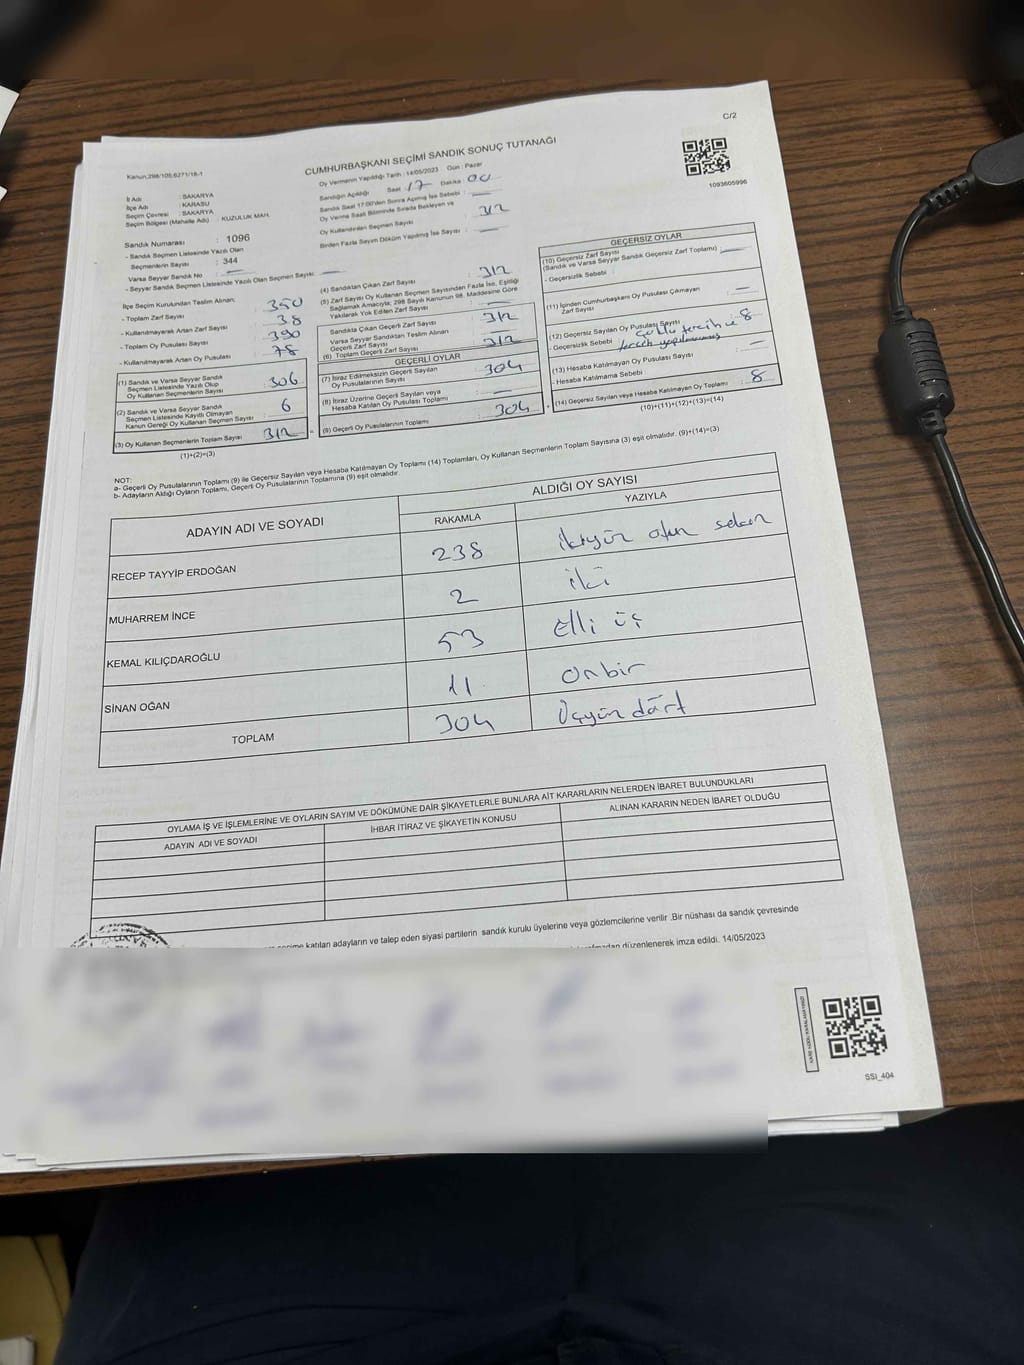 C/2
Kanun:298/105,6271/18-1
CUMHURBAŞKANI SEÇİMİ SANDIK SONUÇ TUTANAĞI
1093605996
İl Adı : SAKARYA
İlçe Adı : KARASU
Seçim Çevresi : SAKARYA
Seçim Bölgesi (Mahalle Adı) : KUZULUK MAH.
Sandık Numarası : 1096
- Sandık Seçmen Listesinde Yazılı Olan
Seçmenlerin Sayısı : 344
Varsa Seyyar Sandık No : —
- Seyyar Sandık Seçmen Listesinde Yazılı Olan Seçmen Sayısı: —
Oy Vermenin Yapıldığı Tarih : 14/05/2023 Gün : Pazar
Sandığın Açıldığı Saat 17 Dakika 00
Sandık Saat 17:00'den Sonra Açılmış İse Sebebi : —
Oy Verme Saati Bitiminde Sırada Bekleyen ve
Oy Kullandırılan Seçmen Sayısı : 312
Birden Fazla Sayım Döküm Yapılmış İse Sayısı : —
İlçe Seçim Kurulundan Teslim Alınan:
- Toplam Zarf Sayısı : 350
- Kullanılmayarak Artan Zarf Sayısı : 38
- Toplam Oy Pusulası Sayısı : 390
- Kullanılmayarak Artan Oy Pusulası : 78
(1) Sandık ve Varsa Seyyar Sandık
Seçmen Listesinde Yazılı Olup
Oy Kullanan Seçmenlerin Sayısı : 306
(2) Sandık ve Varsa Seyyar Sandık
Seçmen Listesinde Kayıtlı Olmayan
Kanun Gereği Oy Kullanan Seçmen Sayısı : 6
(3) Oy Kullanan Seçmenlerin Toplam Sayısı : 312
(1)+(2)=(3)
(4) Sandıktan Çıkan Zarf Sayısı : 312
(5) Zarf Sayısı Oy Kullanan Seçmen Sayısından Fazla İse, Eşitliği
Sağlamak Amacıyla; 298 Sayılı Kanunun 98. Maddesine Göre
Yakılarak Yok Edilen Zarf Sayısı : —
Sandıkta Çıkan Geçerli Zarf Sayısı : 312
Varsa Seyyar Sandıktan Teslim Alınan
Geçerli Zarf Sayısı : —
(6) Toplam Geçerli Zarf Sayısı : 312
GEÇERLİ OYLAR
(7) İtiraz Edilmeksizin Geçerli Sayılan
Oy Pusulalarının Sayısı : 304
(8) İtiraz Üzerine Geçerli Sayılan veya
Hesaba Katılan Oy Pusulası Toplamı : —
(9) Geçerli Oy Pusulalarının Toplamı : 304
GEÇERSİZ OYLAR
(10) Geçersiz Zarf Sayısı
(Sandık ve Varsa Seyyar Sandık Geçersiz Zarf Toplamı) : —
- Geçersizlik Sebebi :
(11) İçinden Cumhurbaşkanı Oy Pusulası Çıkmayan
Zarf Sayısı : —
(12) Geçersiz Sayılan Oy Pusulası Sayısı : 8
- Geçersizlik Sebebi :
(13) Hesaba Katılmayan Oy Pusulası Sayısı : —
- Hesaba Katılmama Sebebi :
(14) Geçersiz Sayılan veya Hesaba Katılmayan Oy Toplamı : 8
(10)+(11)+(12)+(13)=(14)
NOT:
a- Geçerli Oy Pusulalarının Toplamı (9) ile Geçersiz Sayılan veya Hesaba Katılmayan Oy Toplamı (14) Toplamları, Oy Kullanan Seçmenlerin Toplam Sayısına (3) eşit olmalıdır. (9)+(14)=(3)
b- Adayların Aldığı Oyların Toplamı, Geçerli Oy Pusulalarının Toplamına (9) eşit olmalıdır.
ADAYIN ADI VE SOYADI ALDIĞI OY SAYISI
RAKAMLA YAZIYLA
RECEP TAYYİP ERDOĞAN 238 ikiyüz otuz sekiz
MUHARREM İNCE 2 iki
KEMAL KILIÇDAROĞLU 53 Elli üç
SİNAN OĞAN 11 Onbir
TOPLAM 304 Üçyüz dört
OYLAMA İŞ VE İŞLEMLERİNE VE OYLARIN SAYIM VE DÖKÜMÜNE DAİR ŞİKAYETLERLE BUNLARA AİT KARARLARIN NELERDEN İBARET BULUNDUKLARI
ADAYIN ADI VE SOYADI İHBAR İTİRAZ VE ŞİKAYETİN KONUSU ALINAN KARARIN NEDEN İBARET OLDUĞU
katılan adayların ve talep eden siyasi partilerin sandık kurulu üyelerine veya gözlemcilerine verilir .Bir nüshası da sandık çevresinde
düzenlenerek imza edildi. 14/05/2023
SSI_404